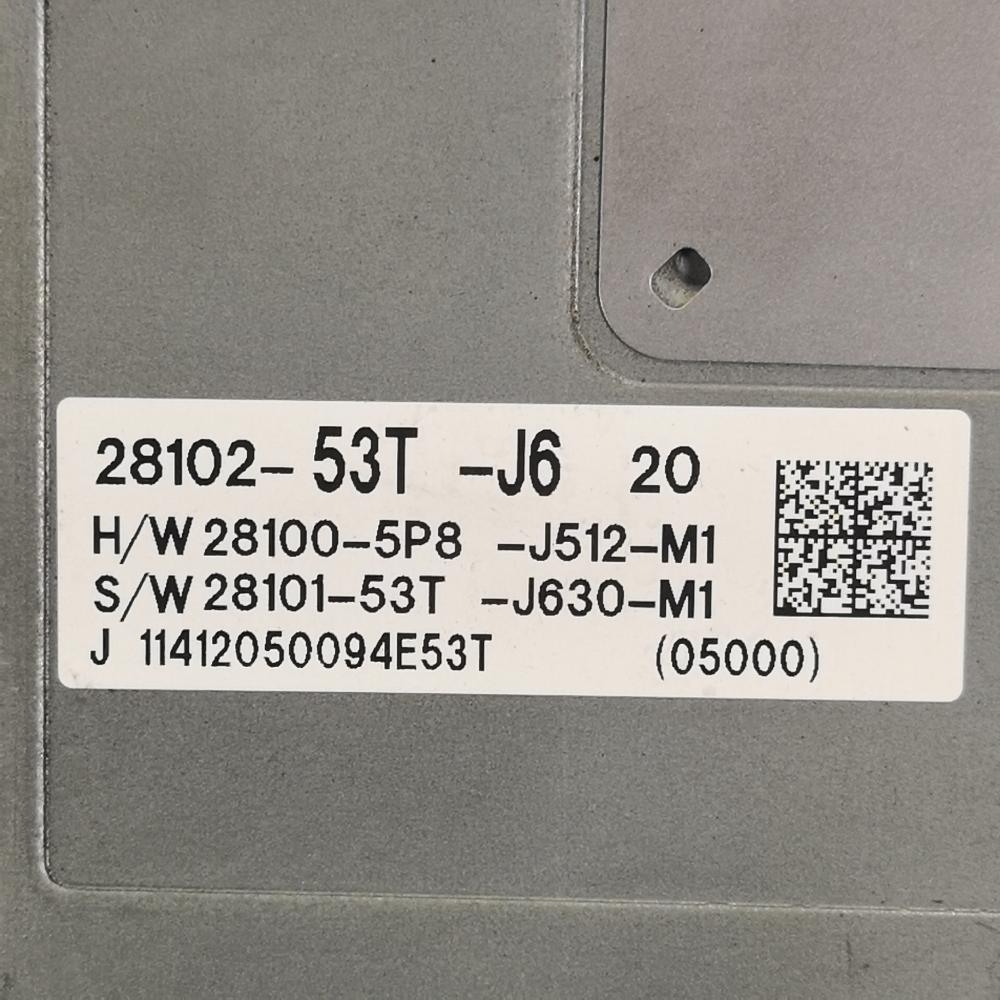 28102-53T -J6 20
H/W 28100-5P8 -J512-M1
S/W 28101-53T -J630-M1
J 11412050094E53T (05000)